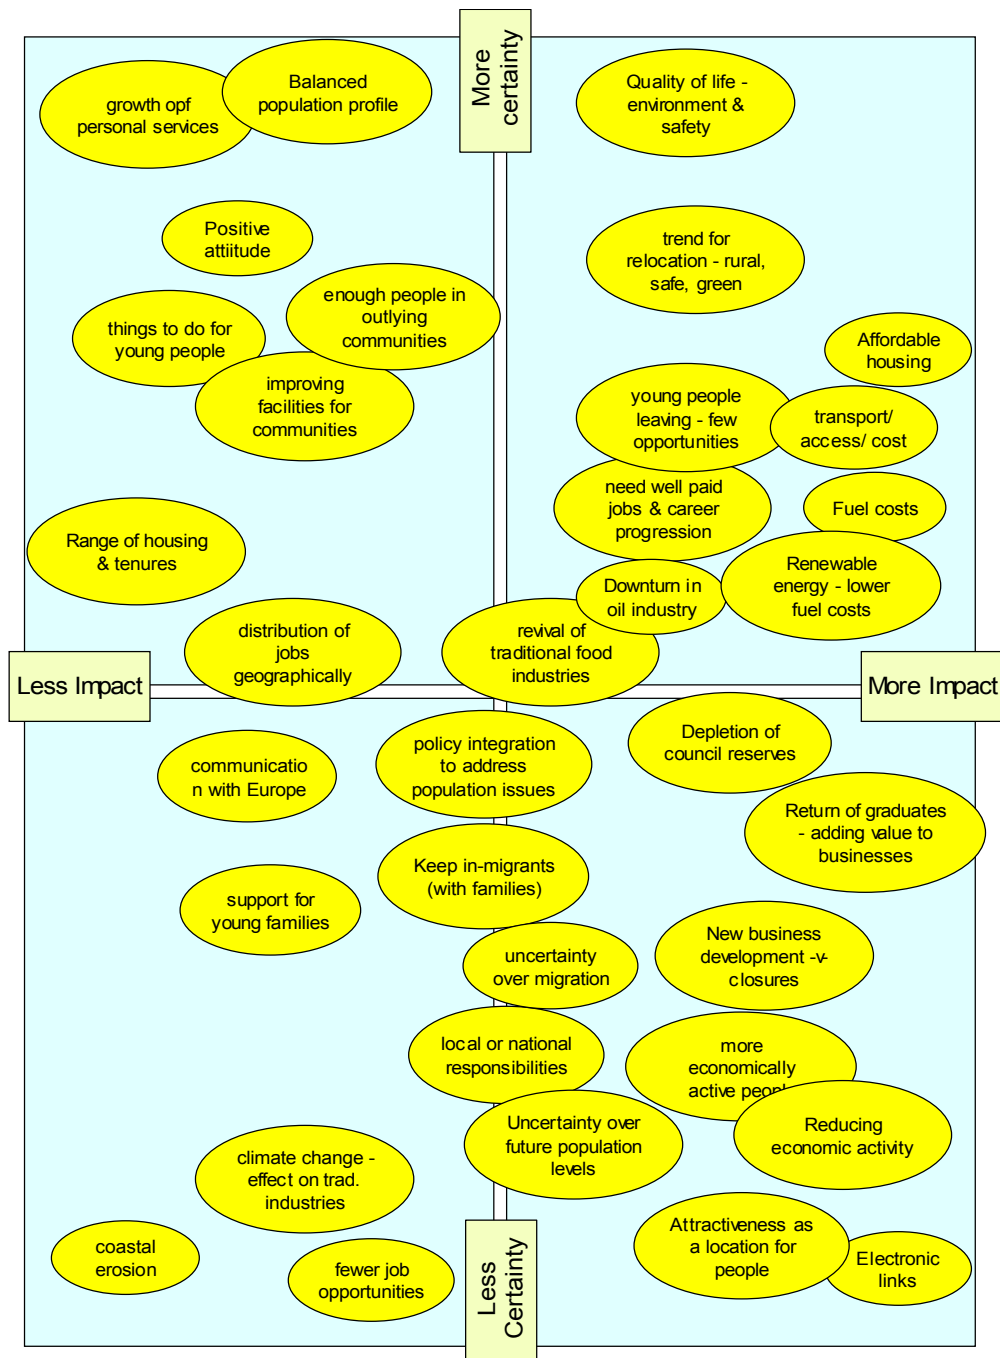 More
certainty
growth opf
personal services
Balanced
population profile
Quality of life -
environment &
safety
Positive
attiitude
trend for
relocation - rural,
safe, green
enough people in
outlying
communities
things to do for
young people
improving
facilities for
communities
Affordable
housing
young people
leaving - few
opportunities
transport/
access/ cost
need well paid
jobs & career
progression
Fuel costs
Range of housing
& tenures
Renewable
energy - lower
fuel costs
Downturn in
oil industry
distribution of
jobs
geographically
revival of
traditional food
industries
Less Impact
More Impact
communicatio
n with Europe
policy integration
to address
population issues
Depletion of
council reserves
Return of graduates
- adding value to
businesses
Keep in-migrants
(with families)
support for
young families
New business
development -v-
closures
uncertainty
over migration
local or national
responsibilities
more
economically
active people
Reducing
economic activity
Uncertainty over
future population
levels
climate change -
effect on trad.
industries
coastal
erosion
fewer job
opportunities
Attractiveness as
a location for
people
Electronic
links
Less
Certainty